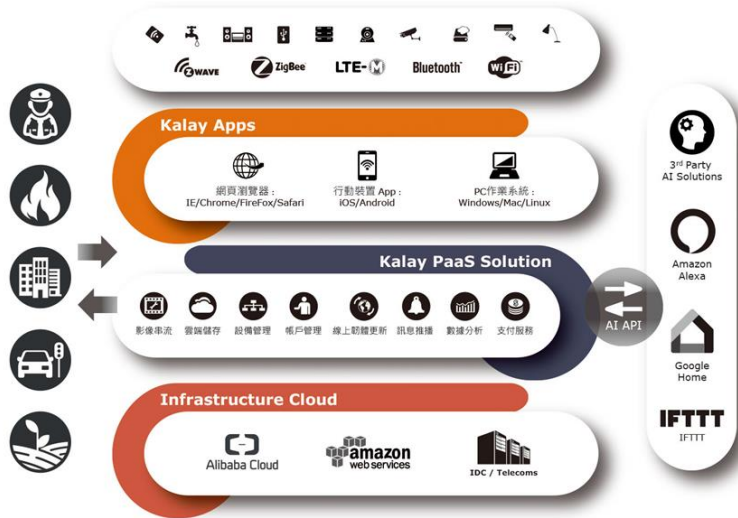 Z WAVE
ZigBee
LTE-M
Bluetooth
Wi Fi
Kalay Apps
網頁瀏覽器：
IE/Chrome/FireFox/Safari
行動裝置 App：
iOS/Android
PC作業系統：
Windows/Mac/Linux
Kalay PaaS Solution
影像串流
雲端儲存
設備管理
帳戶管理
線上韌體更新
訊息推播
數據分析
支付服務
AI API
Infrastructure Cloud
Alibaba Cloud
amazon
web services
IDC / Telecoms
3rd Party
AI Solutions
Amazon
Alexa
Google
Home
IFTTT
IFTTT